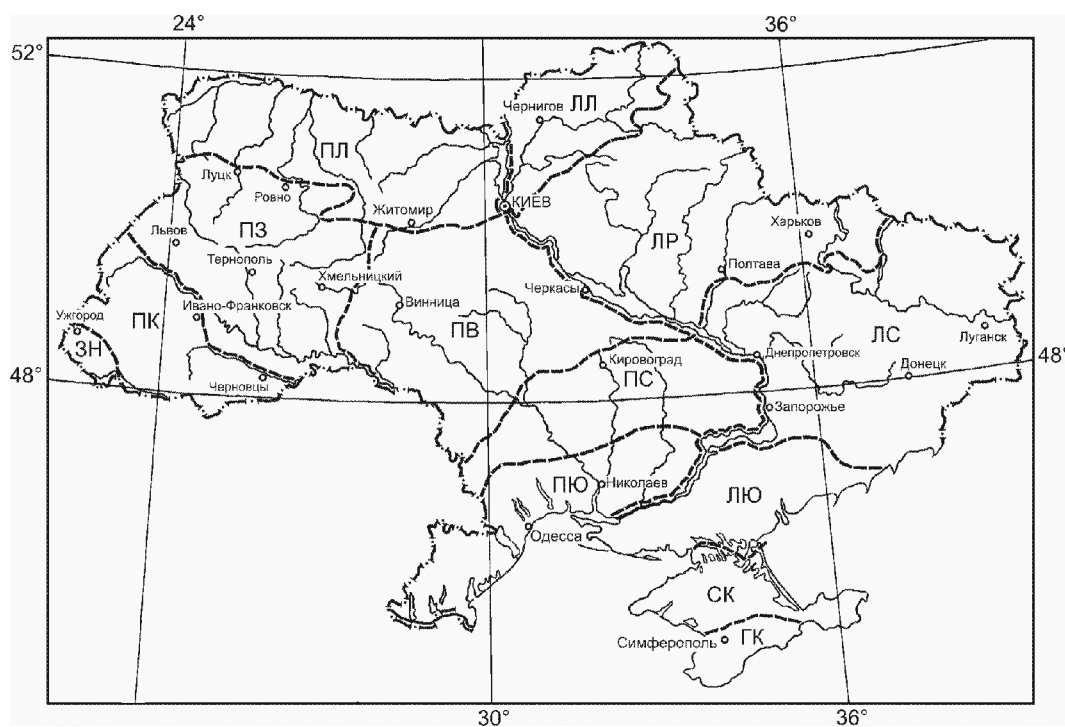 24°
36°
52°
Чернигов
ЛЛ
ПЛ
Луцк
Ровно
КИЕВ
Житомир
Львов
ПЗ
Харьков
ЛР
Тернополь
Полтава
Хмельницкий
Черкасы
Ивано-Франковск
Винница
Ужгород
ПК
ПВ
ЛС
Луганск
ЗН
Днепропетровск
48°
Кировоград
Донецк
48°
Черновцы
ПС
Запорожье
ПЮ
Николаев
ЛЮ
Одесса
СК
Симферополь
ГК
30°
36°